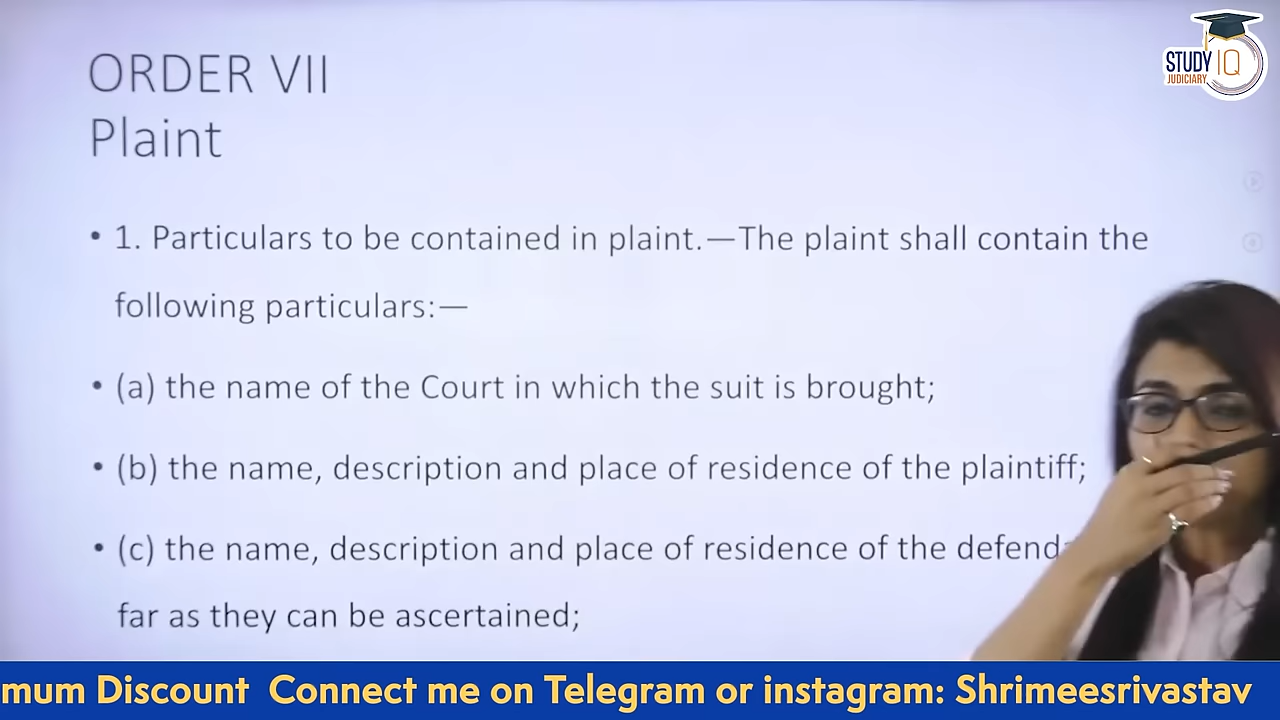 ORDER VII
Plaint
STUDY IQ
JUDICIARY
• 1. Particulars to be contained in plaint.—The plaint shall contain the
following particulars:—
• (a) the name of the Court in which the suit is brought;
• (b) the name, description and place of residence of the plaintiff;
• (c) the name, description and place of residence of the
far as they can be ascertained;
Discount Connect me on Telegram or instagram: Shrimeesrivastav